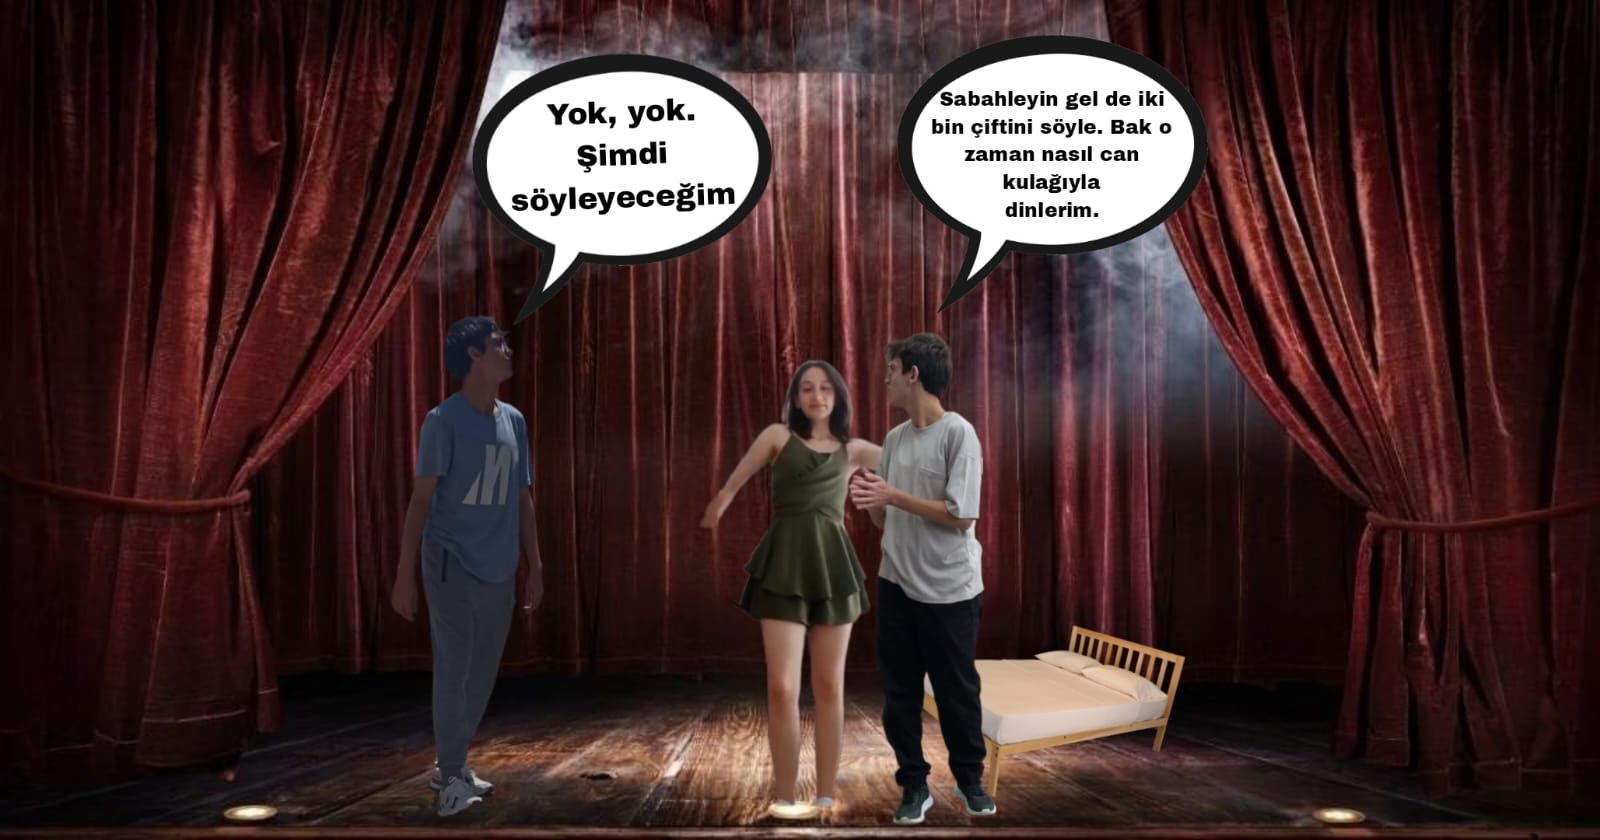 Yok, yok.
Şimdi
söyleyeceğim
Sabahleyin gel de iki
bin çiftini söyle. Bak o
zaman nasıl can
kulağıyla
dinlerim.